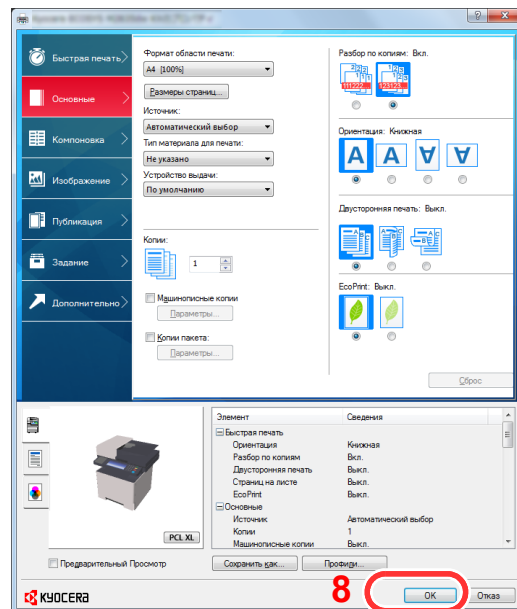 Быстрая печать
Основные
Компоновка
Изображение
Публикация
Задание
Дополнительно
Формат области печати:
A4 [100%]
Размеры страниц...
Источник:
Автоматический выбор
Тип материала для печати:
Не указано
Устройство выдачи:
По умолчанию
Копии:
1
Машинописные копии
Параметры...
Копии пакета:
Параметры...
Разбор по копиям: Вкл.
111222 123123
Ориентация: Книжная
A A A A
Двусторонняя печать: Выкл.
EcoPrint: Выкл.
Сброс
PCL XL
Предварительный Просмотр
Элемент Сведения
Быстрая печать
Ориентация Книжная
Разбор по копиям Вкл.
Двусторонняя печать Выкл.
Страниц на листе Выкл.
EcoPrint Выкл.
Основные
Источник Автоматический выбор
Копии 1
Машинописные копии Выкл.
Сохранить как... Профили...
KYOCERA
8
OK Отказ